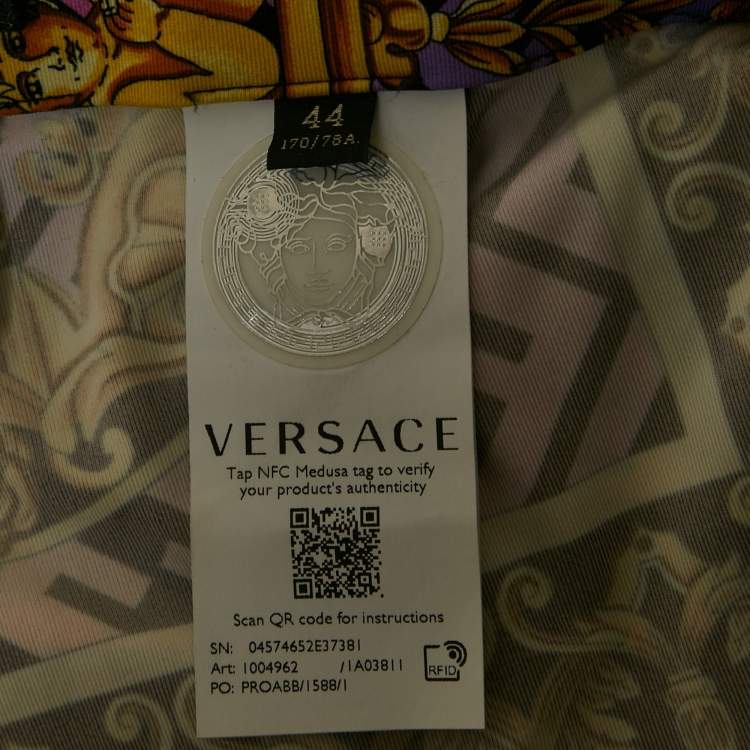 44
170/78A
VERSACE
Tap NFC Medusa tag to verify
your product's authenticity
Scan QR code for instructions
SN: 04574652E37381
Art: 1004962 /1A03811
PO: PROABB/1588/1
RFID